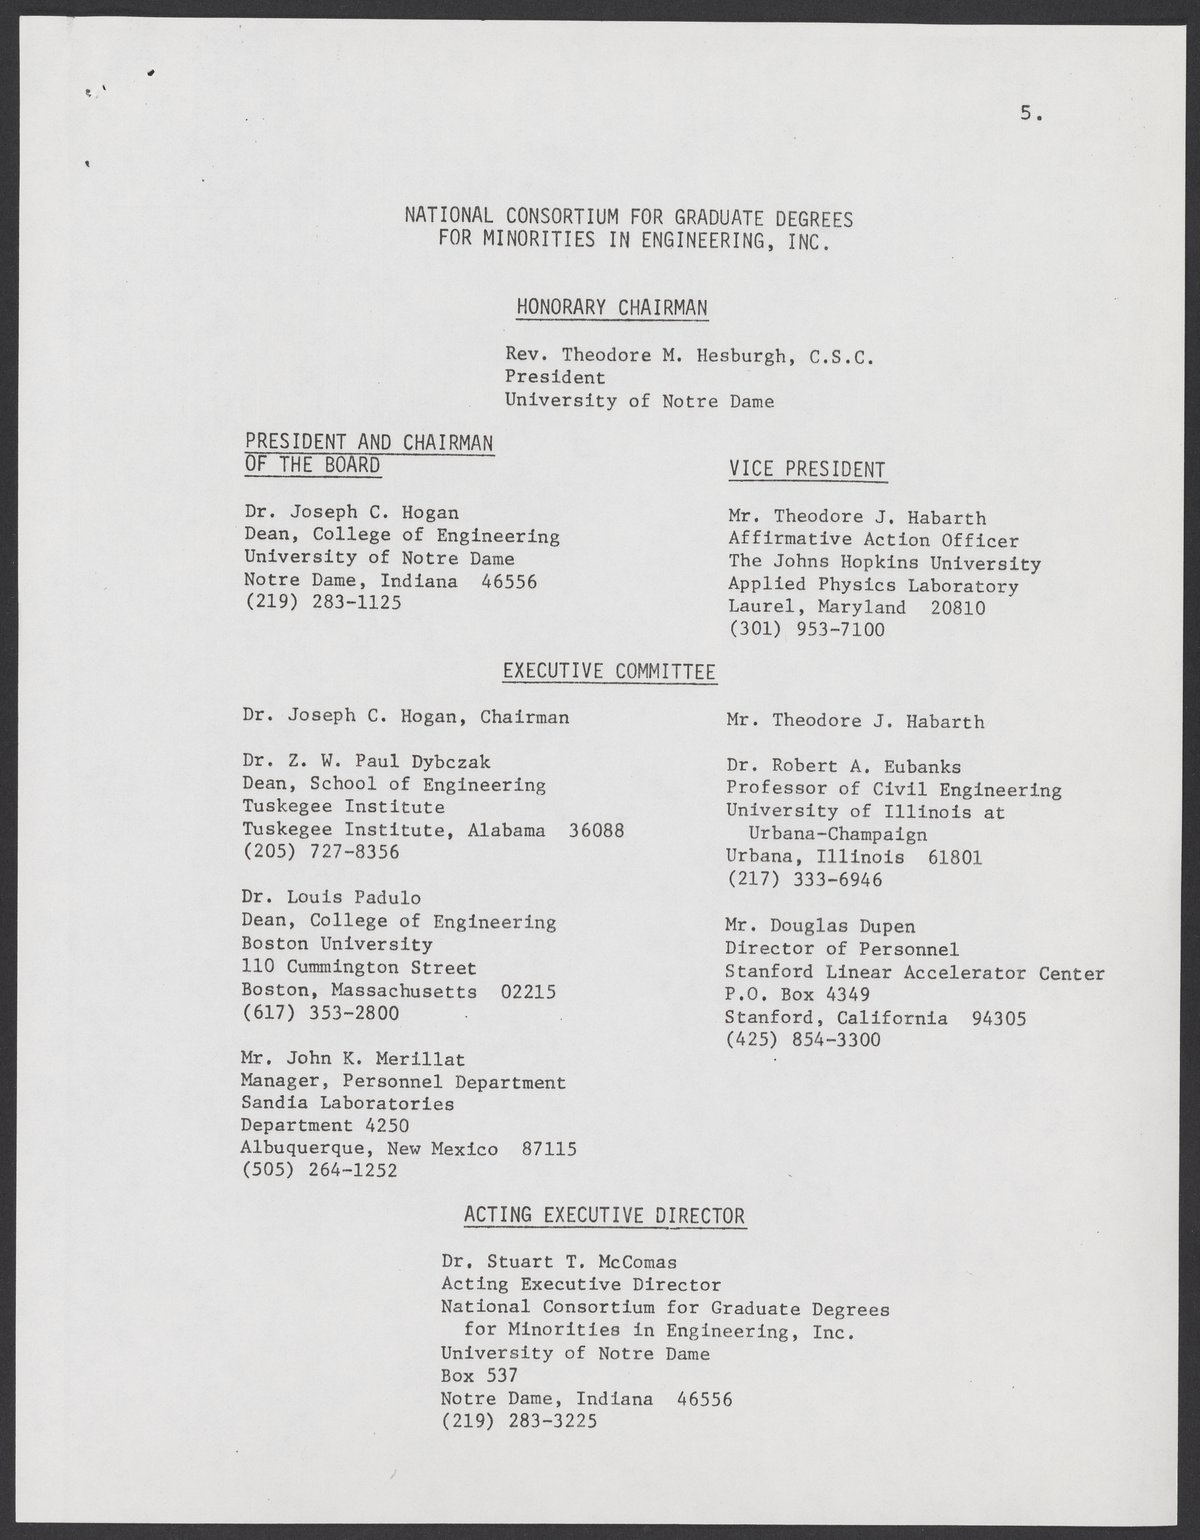 5.
NATIONAL CONSORTIUM FOR GRADUATE DEGREES
FOR MINORITIES IN ENGINEERING, INC.
HONORARY CHAIRMAN
Rev. Theodore M. Hesburgh, C.S.C.
President
University of Notre Dame
PRESIDENT AND CHAIRMAN
OF THE BOARD
Dr. Joseph C. Hogan
Dean, College of Engineering
University of Notre Dame
Notre Dame, Indiana 46556
(219) 283-1125
VICE PRESIDENT
Mr. Theodore J. Habarth
Affirmative Action Officer
The Johns Hopkins University
Applied Physics Laboratory
Laurel, Maryland 20810
(301) 953-7100
EXECUTIVE COMMITTEE
Dr. Joseph C. Hogan, Chairman
Dr. Z. W. Paul Dybczak
Dean, School of Engineering
Tuskegee Institute
Tuskegee Institute, Alabama 36088
(205) 727-8356
Dr. Louis Padulo
Dean, College of Engineering
Boston University
110 Cummington Street
Boston, Massachusetts 02215
(617) 353-2800
Mr. John K. Merillat
Manager, Personnel Department
Sandia Laboratories
Department 4250
Albuquerque, New Mexico 87115
(505) 264-1252
Mr. Theodore J. Habarth
Dr. Robert A. Eubanks
Professor of Civil Engineering
University of Illinois at
Urbana-Champaign
Urbana, Illinois 61801
(217) 333-6946
Mr. Douglas Dupen
Director of Personnel
Stanford Linear Accelerator Center
P.O. Box 4349
Stanford, California 94305
(425) 854-3300
ACTING EXECUTIVE DIRECTOR
Dr. Stuart T. McComas
Acting Executive Director
National Consortium for Graduate Degrees
for Minorities in Engineering, Inc.
University of Notre Dame
Box 537
Notre Dame, Indiana 46556
(219) 283-3225